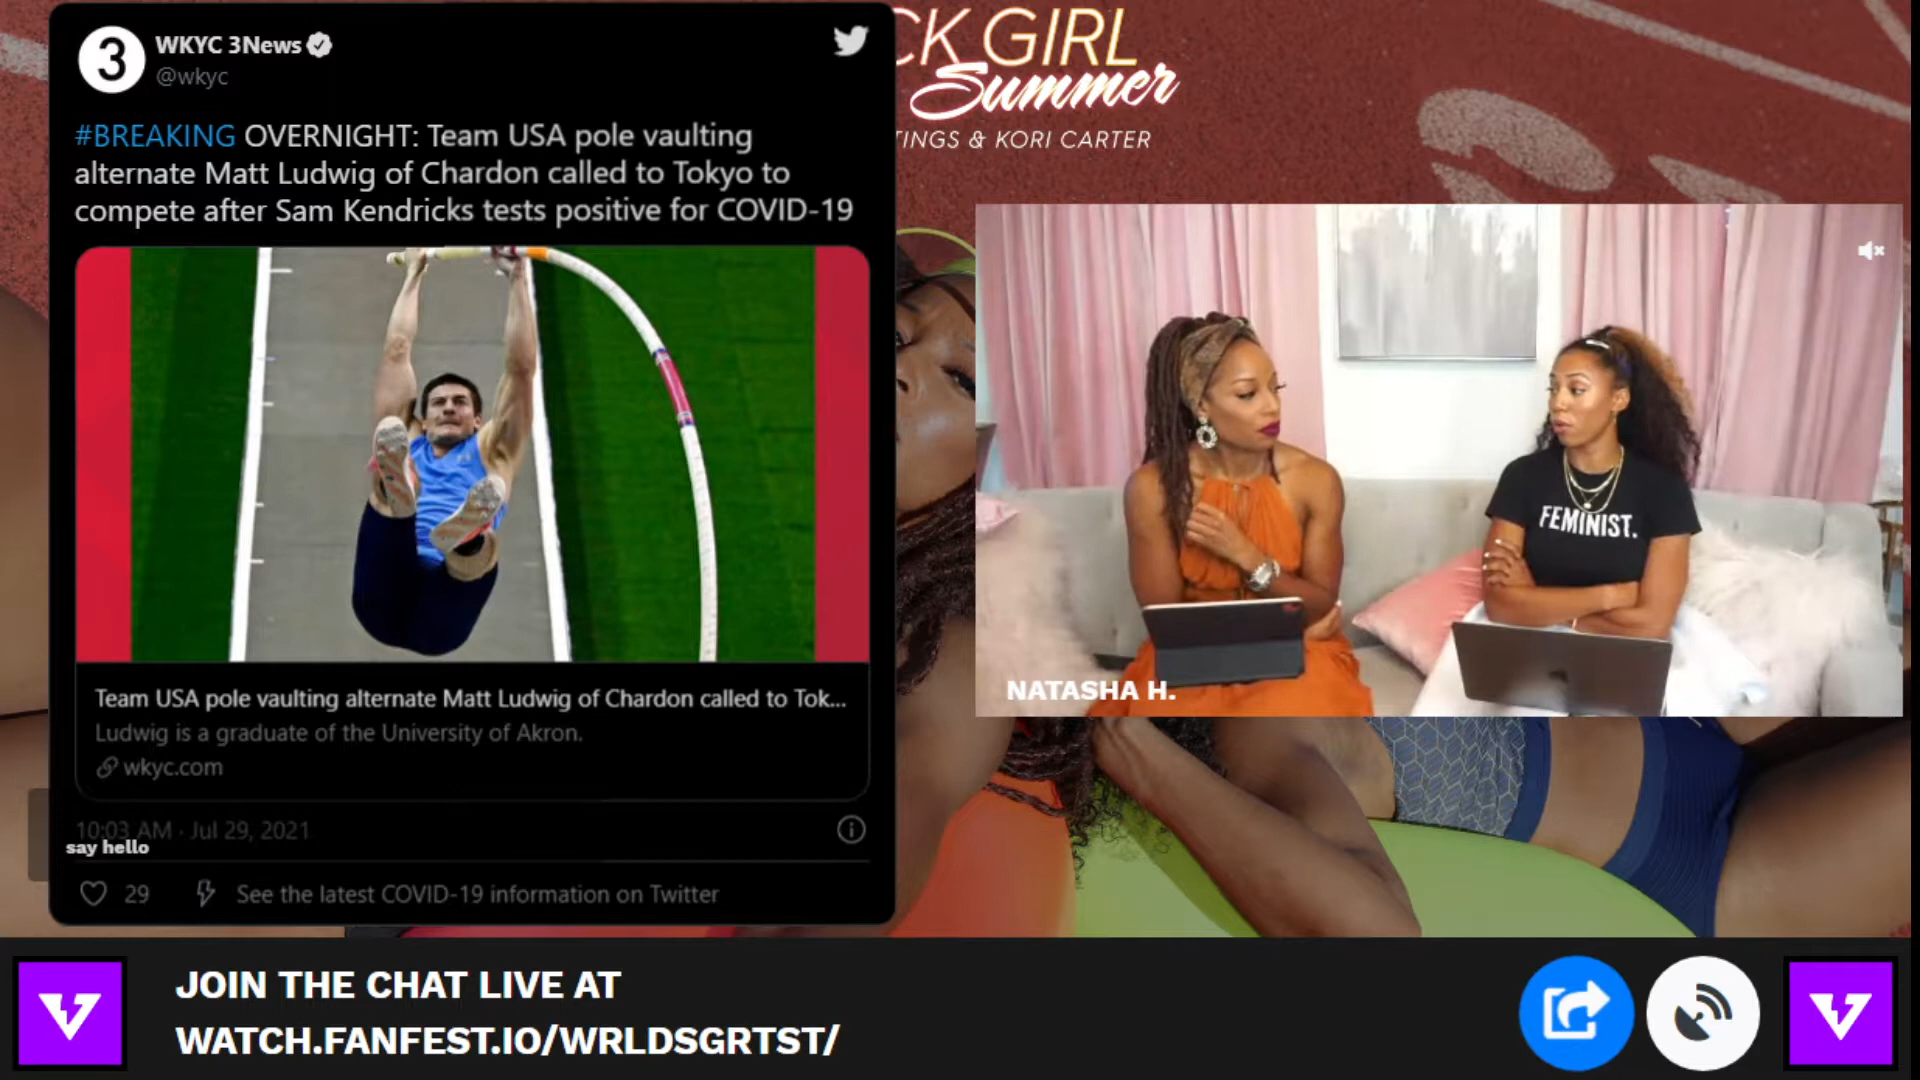 3
WKYC 3News
@wkyc
#BREAKING OVERNIGHT: Team USA pole vaulting
alternate Matt Ludwig of Chardon called to Tokyo to
compete after Sam Kendricks tests positive for COVID-19
Team USA pole vaulting alternate Matt Ludwig of Chardon called to Tok...
Ludwig is a graduate of the University of Akron.
wkyc.com
10:03 AM · Jul 29, 2021
say hello
29
See the latest COVID-19 information on Twitter
CK GIRL
Summer
TINGS & KORI CARTER
FEMINIST.
NATASHA H.
JOIN THE CHAT LIVE AT
WATCH.FANFEST.IO/WRLDSGRTST/